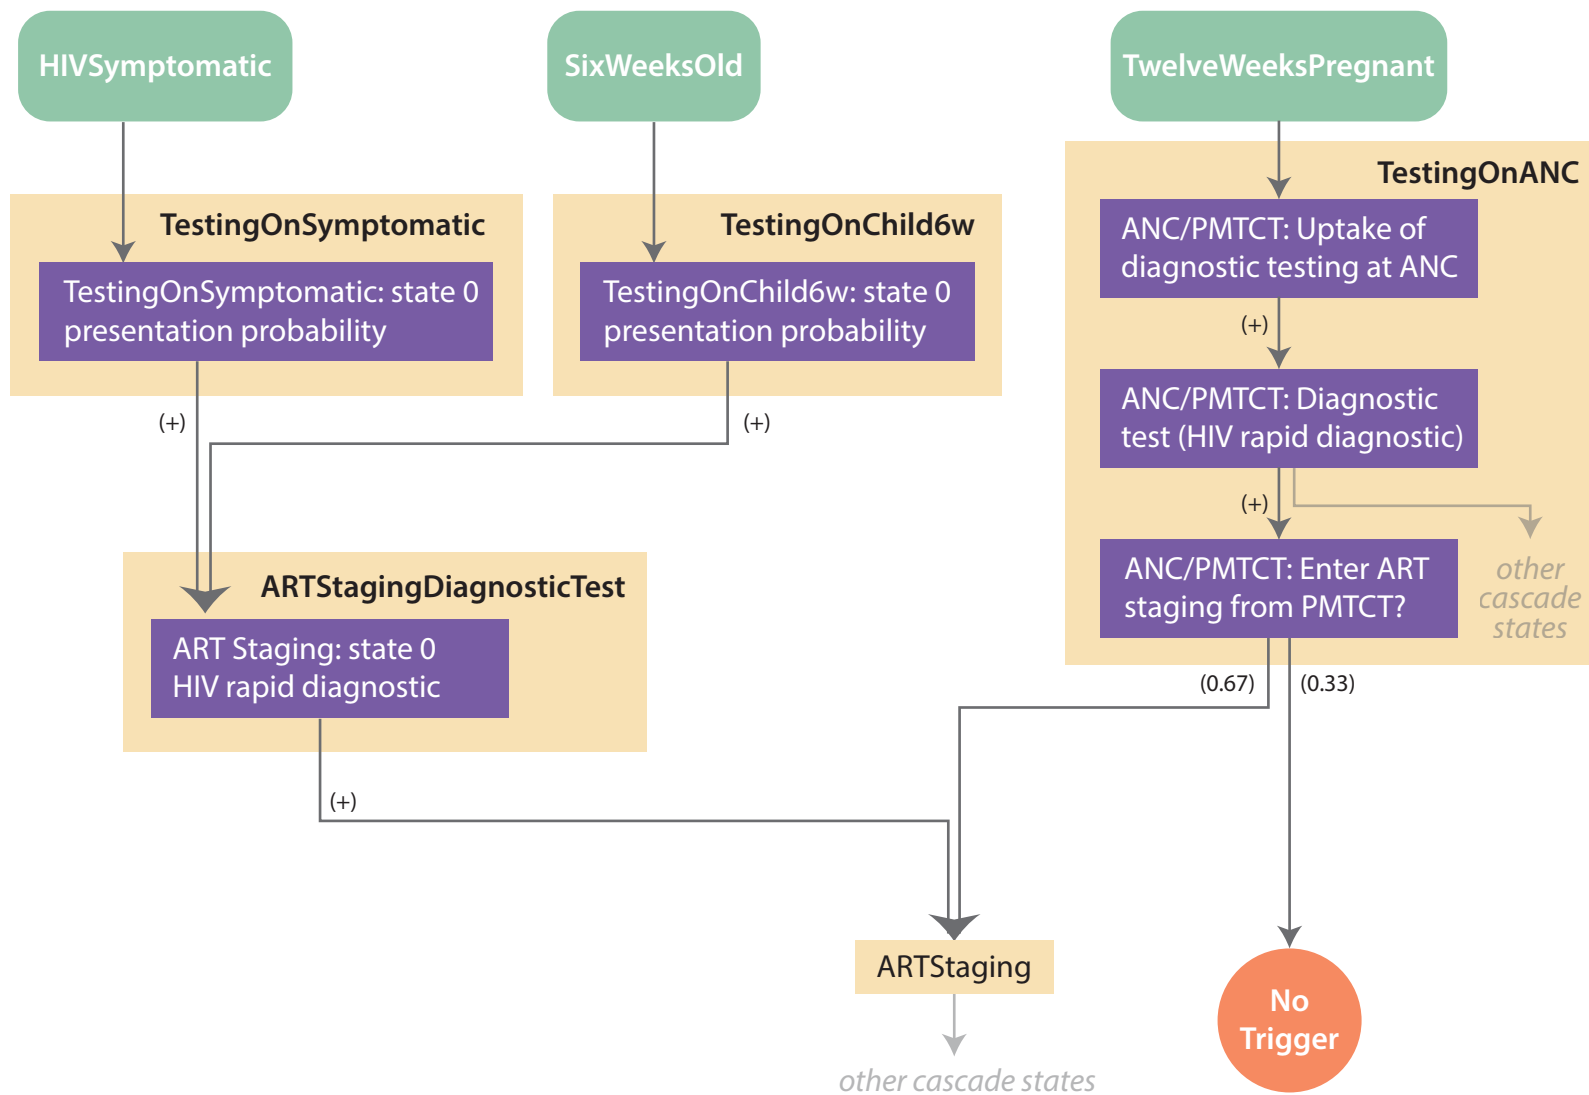 HIVSymptomatic
SixWeeksOld
TwelveWeeksPregnant
TestingOnSymptomatic
TestingOnSymptomatic: state 0
presentation probability
(+)
TestingOnChild6w
TestingOnChild6w: state 0
presentation probability
(+)
TestingOnANC
ANC/PMTCT: Uptake of
diagnostic testing at ANC
(+)
ANC/PMTCT: Diagnostic
test (HIV rapid diagnostic)
(+)
ANC/PMTCT: Enter ART
staging from PMTCT?
other
cascade
states
(0.67)
(0.33)
ARTStagingDiagnosticTest
ART Staging: state 0
HIV rapid diagnostic
(+)
ARTStaging
other cascade states
No
Trigger